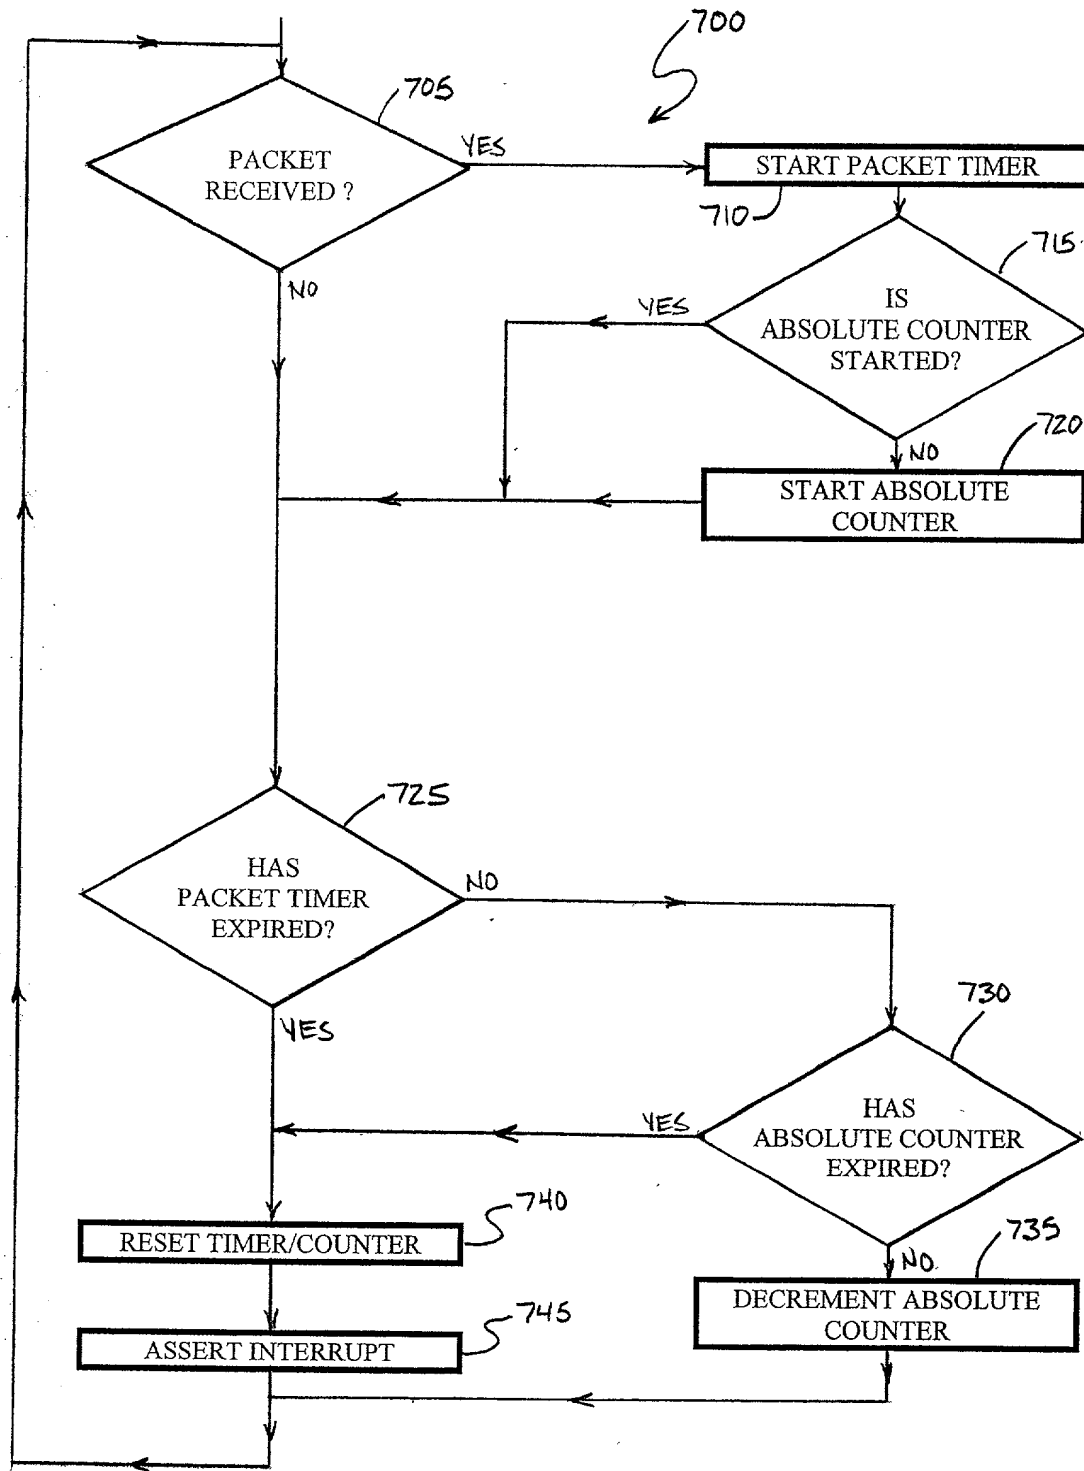 700
705
PACKET
RECEIVED ?
YES
START PACKET TIMER
710
NO
715
IS
ABSOLUTE COUNTER
STARTED?
YES
NO
720
START ABSOLUTE
COUNTER
725
HAS
PACKET TIMER
EXPIRED?
NO
YES
730
HAS
ABSOLUTE COUNTER
EXPIRED?
YES
NO
740
RESET TIMER/COUNTER
735
DECREMENT ABSOLUTE
COUNTER
745
ASSERT INTERRUPT